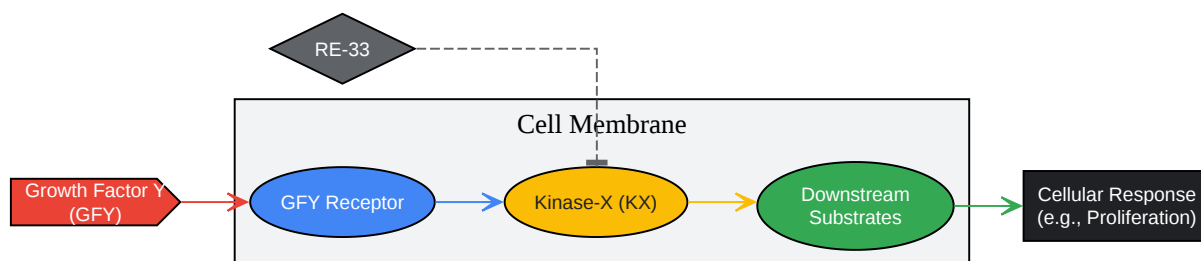 RE-33
Cell Membrane
Growth Factor Y
(GFY)
GFY Receptor
Kinase-X (KX)
Downstream
Substrates
Cellular Response
(e.g., Proliferation)